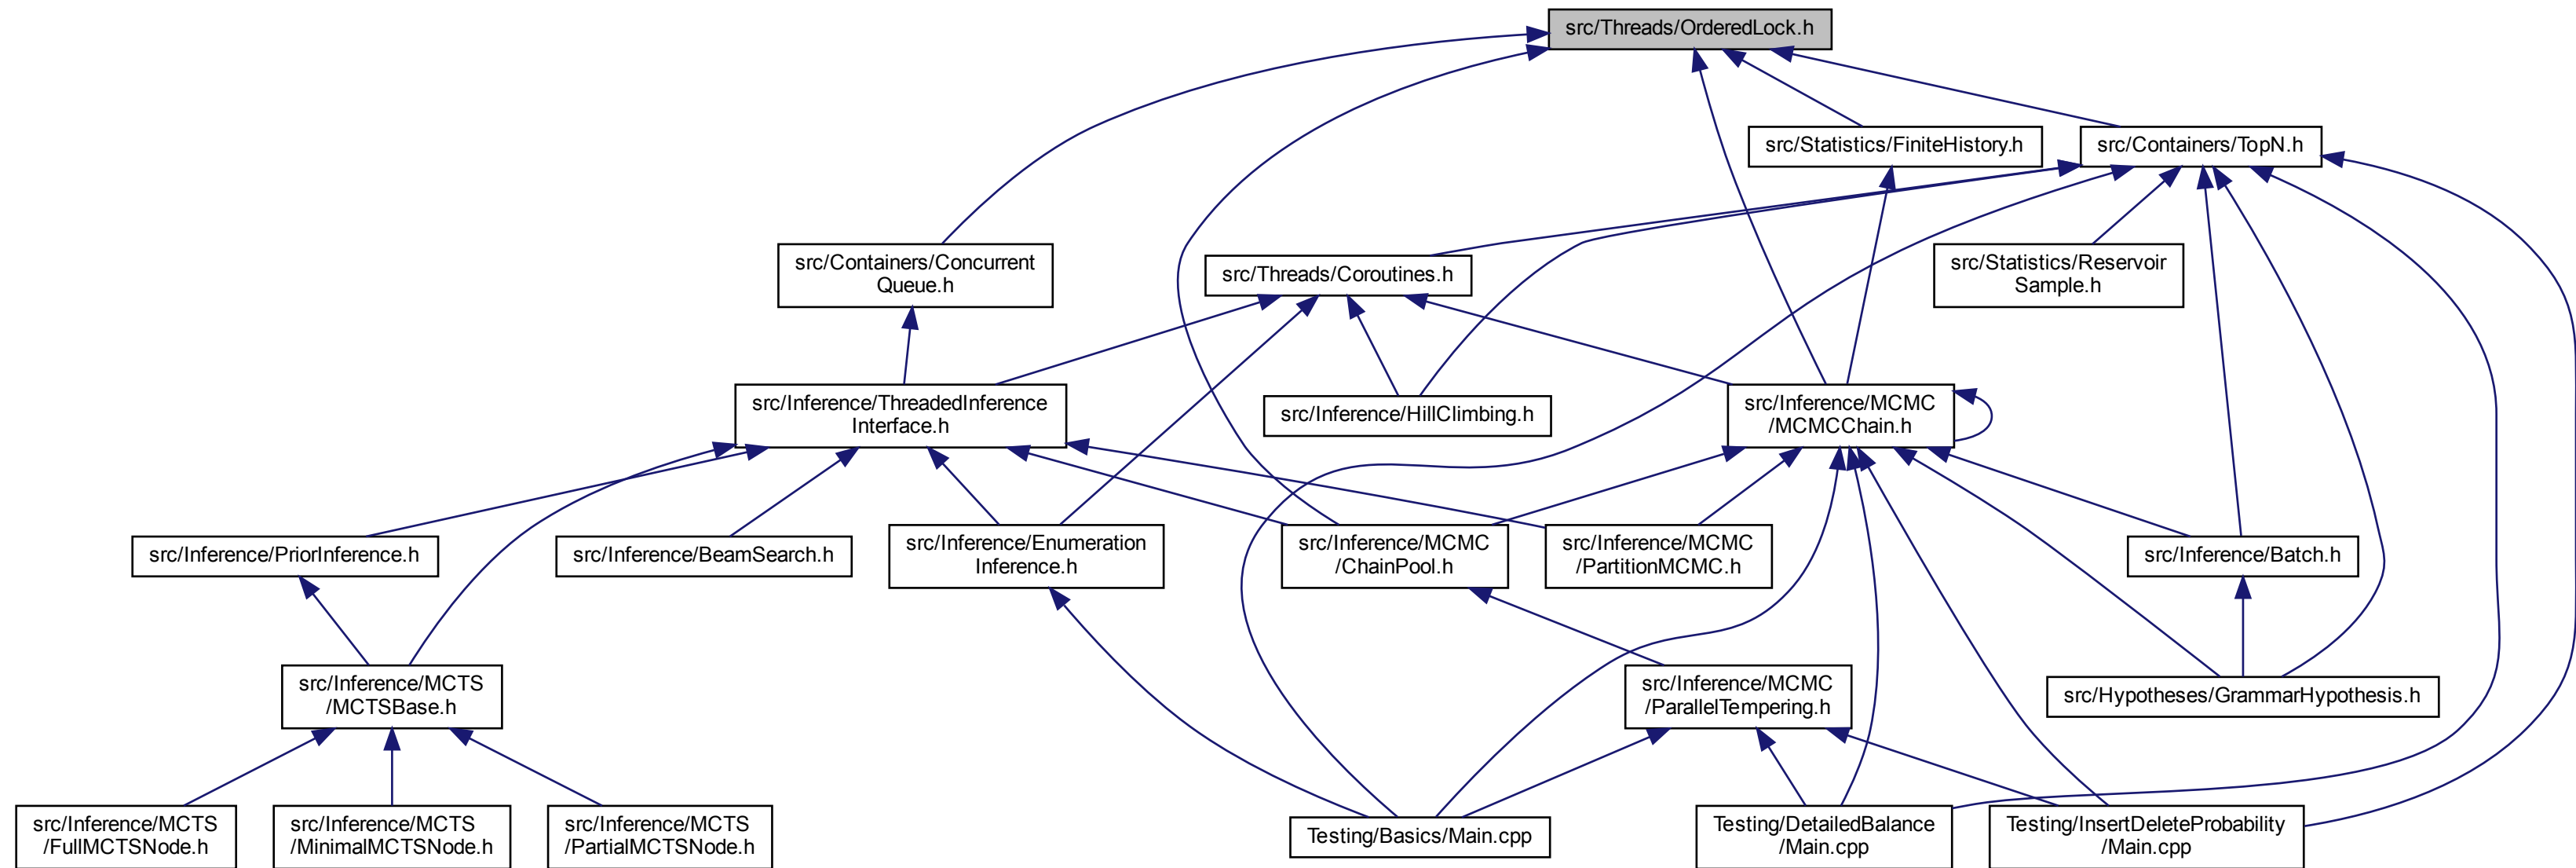 src/Threads/OrderedLock.h
src/Statistics/FiniteHistory.h
src/Containers/TopN.h
src/Containers/Concurrent
Queue.h
src/Threads/Coroutines.h
src/Statistics/Reservoir
Sample.h
src/Inference/ThreadedInference
Interface.h
src/Inference/HillClimbing.h
src/Inference/MCMC
/MCMCChain.h
src/Inference/PriorInference.h
src/Inference/BeamSearch.h
src/Inference/Enumeration
Inference.h
src/Inference/MCMC
/ChainPool.h
src/Inference/MCMC
/PartitionMCMC.h
src/Inference/Batch.h
src/Inference/MCTS
/MCTSBase.h
src/Inference/MCMC
/ParallelTempering.h
src/Hypotheses/GrammarHypothesis.h
src/Inference/MCTS
/FullMCTSNode.h
src/Inference/MCTS
/MinimalMCTSNode.h
src/Inference/MCTS
/PartialMCTSNode.h
Testing/Basics/Main.cpp
Testing/DetailedBalance
/Main.cpp
Testing/InsertDeleteProbability
/Main.cpp